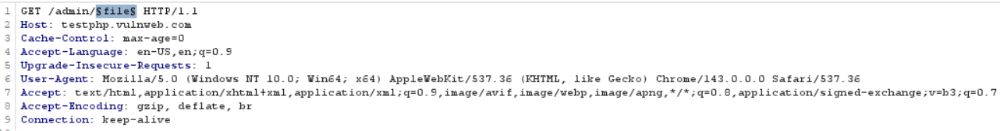 1 GET /admin/§file§ HTTP/1.1
2 Host: testphp.vulnweb.com
3 Cache-Control: max-age=0
4 Accept-Language: en-US,en;q=0.9
5 Upgrade-Insecure-Requests: 1
6 User-Agent: Mozilla/5.0 (Windows NT 10.0; Win64; x64) AppleWebKit/537.36 (KHTML, like Gecko) Chrome/143.0.0.0 Safari/537.36
7 Accept: text/html,application/xhtml+xml,application/xml;q=0.9,image/avif,image/webp,image/apng,*/*;q=0.8,application/signed-exchange;v=b3;q=0.7
8 Accept-Encoding: gzip, deflate, br
9 Connection: keep-alive